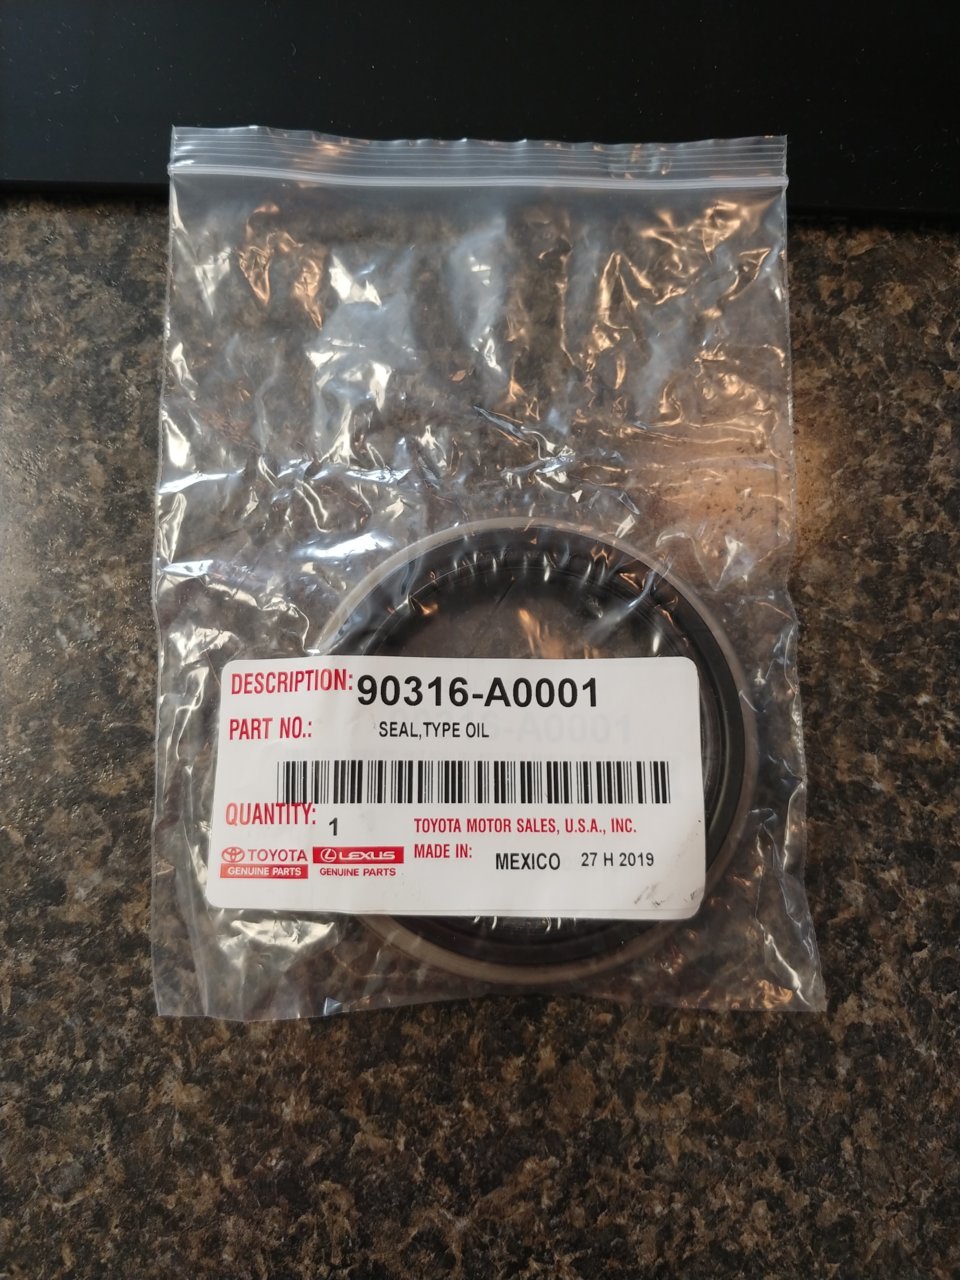 DESCRIPTION: 90316-A0001
PART NO.: SEAL,TYPE OIL
QUANTITY: 1
TOYOTA MOTOR SALES, U.S.A., INC.
TOYOTA
GENUINE PARTS
LEXUS
GENUINE PARTS
MADE IN: MEXICO 27 H 2019